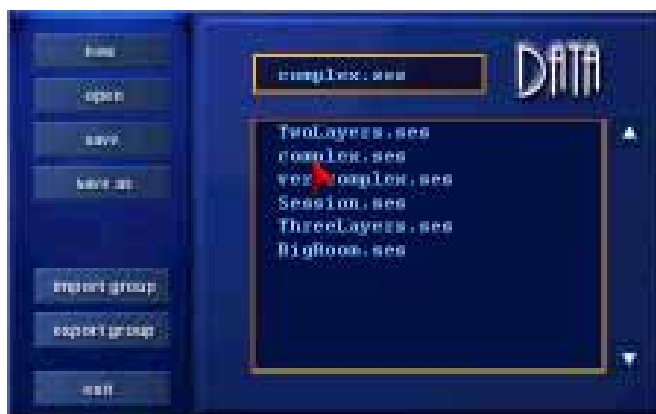 new
open
save
save as
import group
export group
exit
complex.ses
DATA
TwoLayers.ses
complex.ses
verycomplex.ses
Session.ses
ThreeLayers.ses
BigRoom.ses